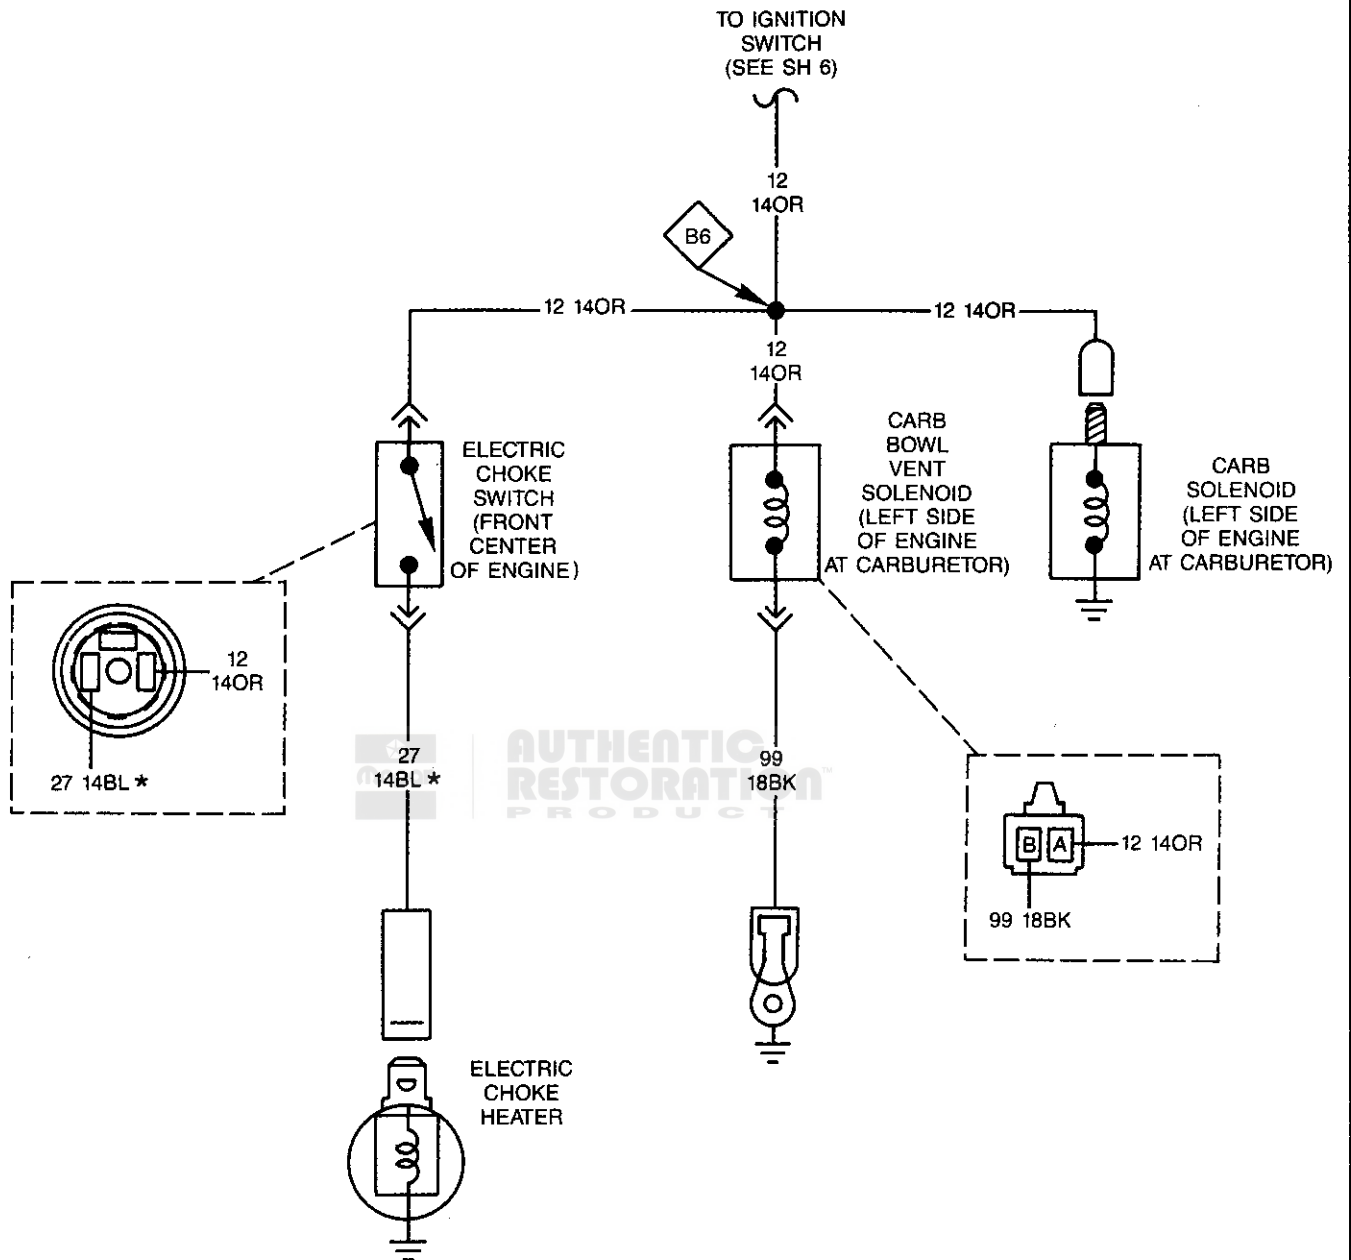 TO IGNITION
SWITCH
(SEE SH 6)
12
14OR
B6
12 14OR
12 14OR
12
14OR
ELECTRIC
CHOKE
SWITCH
(FRONT
CENTER
OF ENGINE)
CARB
BOWL
VENT
SOLENOID
(LEFT SIDE
OF ENGINE
AT CARBURETOR)
CARB
SOLENOID
(LEFT SIDE
OF ENGINE
AT CARBURETOR)
12
14OR
27 14BL *
27
14BL *
AUTHENTIC
RESTORATION™
PRODUCT
99
18BK
B A
12 14OR
99 18BK
ELECTRIC
CHOKE
HEATER